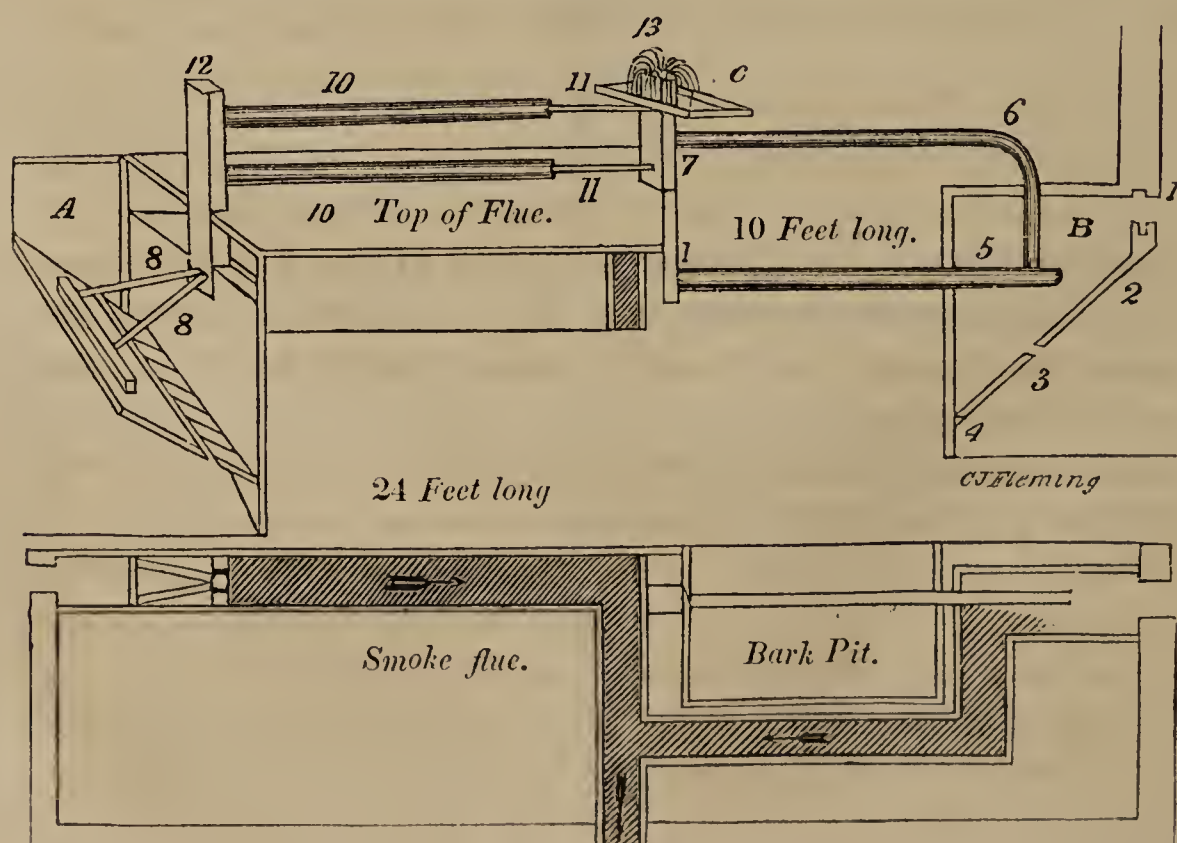 13
12
10
11
C
6
A
7
10
Top of Flue.
11
10 Feet long.
1
B
8
1
5
2
8
3
4
24 Feet long
CJFleming
Smoke flue.
Bark Pit.